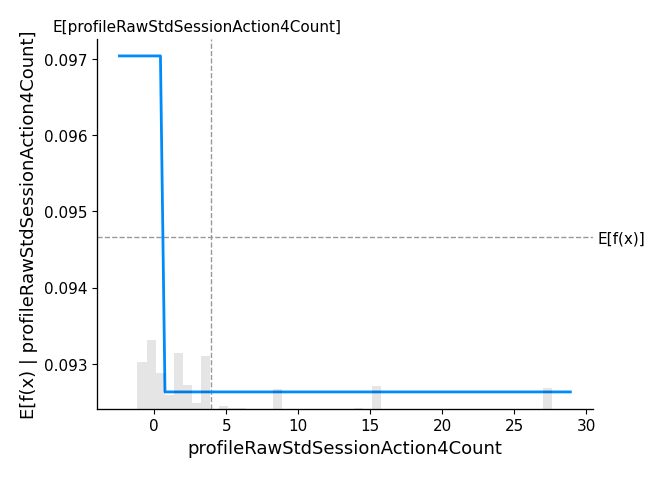 E[profileRawStdSessionAction4Count]
E[f(x) | profileRawStdSessionAction4Count]
0.097
0.096
0.095
0.094
0.093
E[f(x)]
0 5 10 15 20 25 30
profileRawStdSessionAction4Count